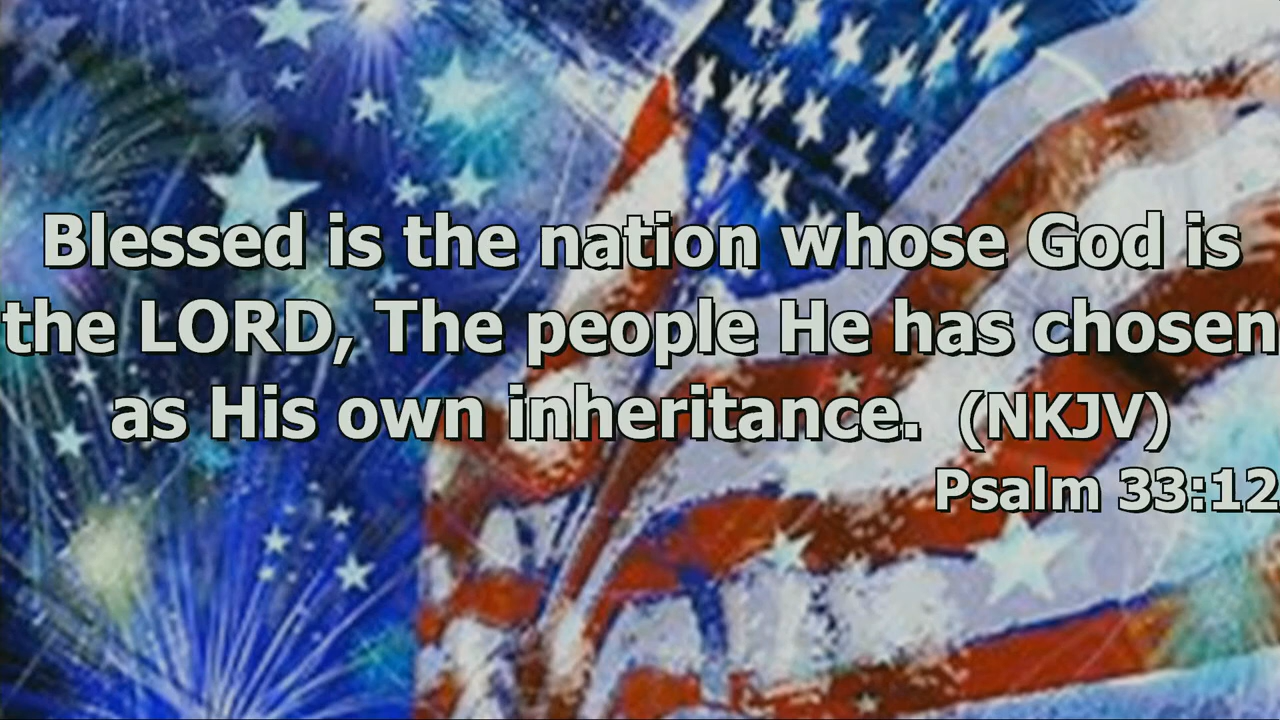 Blessed is the nation whose God is
the LORD, The people He has chosen
as His own inheritance. (NKJV)
Psalm 33:12